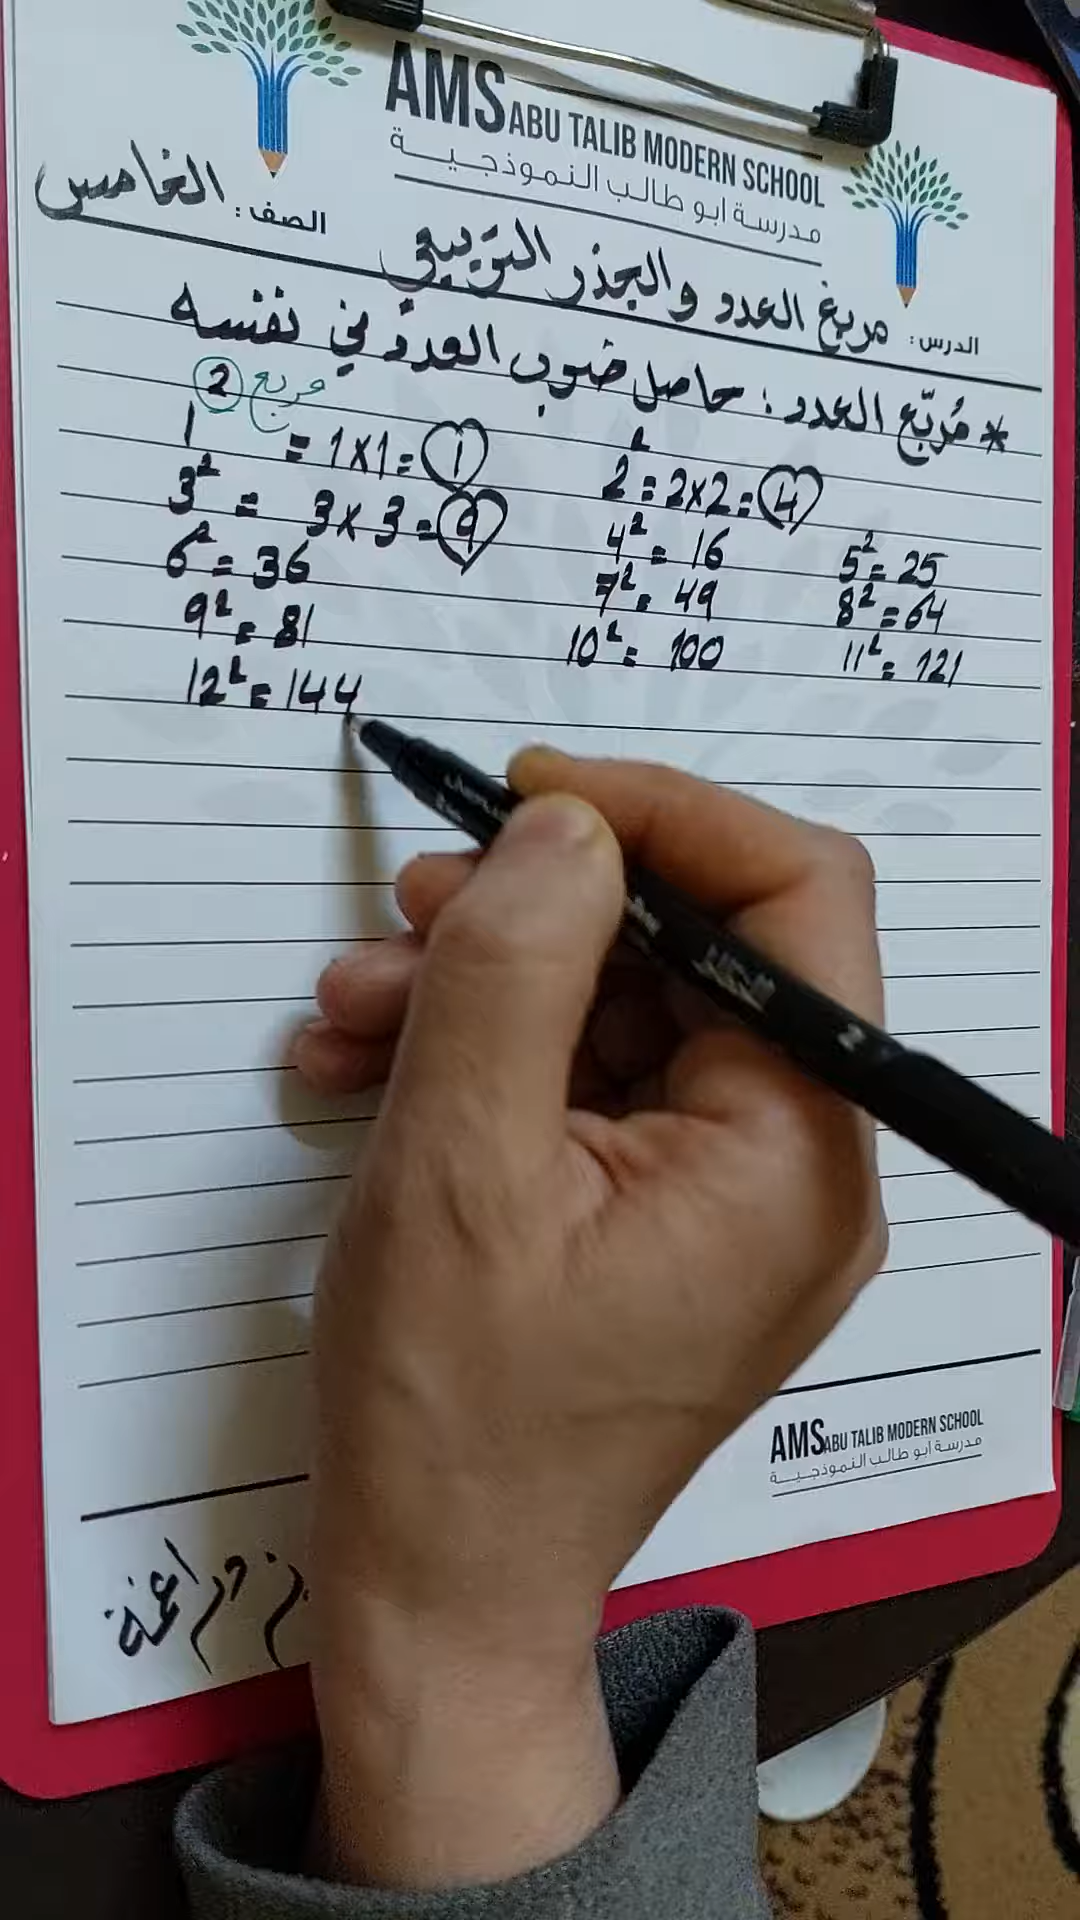 AMS ABU TALIB MODERN SCHOOL
مدرسة ابو طالب النموذجية
الصف: الخامس
الدرس: مربع العدد والجذر التربيعي
* مُربّع العدد: حاصل ضرب العدد في نفسه
مربع
1² = 1×1 = 1
2² = 2×2 = 4
3² = 3×3 = 9
4² = 16
5² = 25
6² = 36
7² = 49
8² = 64
9² = 81
10² = 100
11² = 121
12² = 144
AMS ABU TALIB MODERN SCHOOL
مدرسة ابو طالب النموذجية